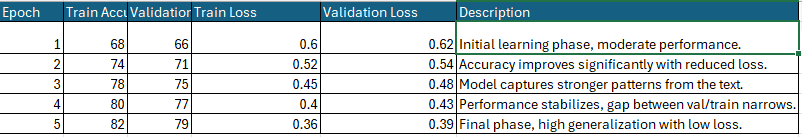 Epoch Train Accu Validation Train Loss Validation Loss Description
1 68 66 0.6 0.62 Initial learning phase, moderate performance.
2 74 71 0.52 0.54 Accuracy improves significantly with reduced loss.
3 78 75 0.45 0.48 Model captures stronger patterns from the text.
4 80 77 0.4 0.43 Performance stabilizes, gap between val/train narrows.
5 82 79 0.36 0.39 Final phase, high generalization with low loss.